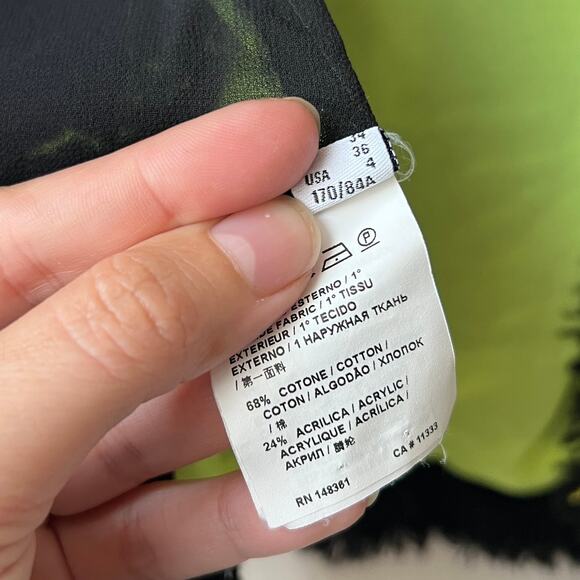 34
36
4
USA
170/84A
P
ESTERNO / 1°
DE FABRIC / 1° TISSU
EXTERIEUR / 1° TECIDO
EXTERNO / 1 НАРУЖНАЯ ТКАНЬ
/ 第一面料
68% COTONE / COTTON /
COTON / ALGODÃO / ХЛОПОК
/ 棉
24% ACRILICA / ACRYLIC /
ACRYLIQUE / ACRILICA /
АКРИЛ / 腈纶
RN 148361 CA # 11333